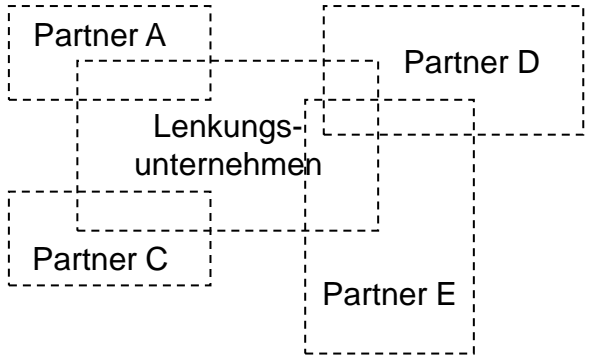 Partner A
Partner D
Lenkungs-
unternehmen
Partner C
Partner E